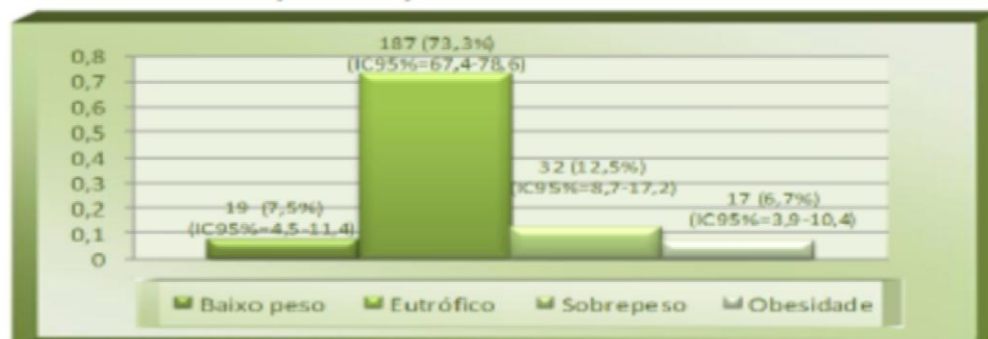 187 (73,3%)
(IC95%=67,4-78,6)
0,8
0,7
0,6
0,5
0,4
0,3
0,2
0,1
0
32 (12,5%)
(IC95%=8,7-17,2)
19 (7,5%)
(IC95%=4,5-11,4)
17 (6,7%)
(IC95%=3,9-10,4)
Baixo peso Eutrófico Sobrepeso Obesidade